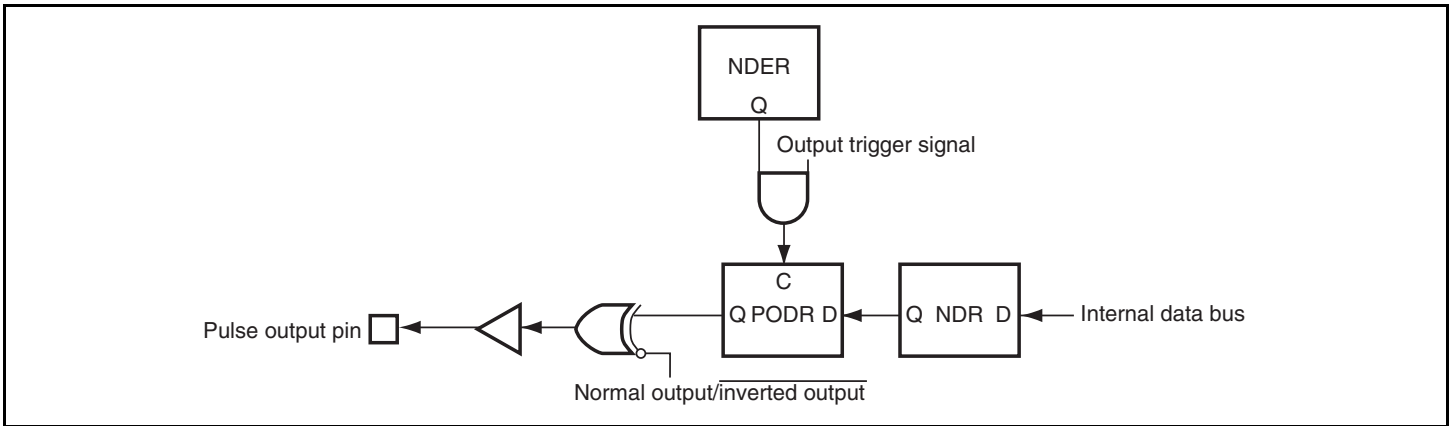 NDER
Q
Output trigger signal
C
Q PODR D
Q NDR D
Internal data bus
Pulse output pin
Normal output/inverted output